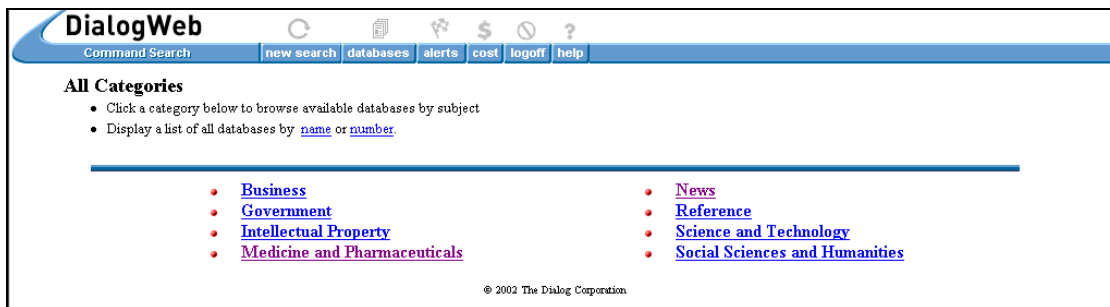 DialogWeb
$ ?
Command Search new search databases alerts cost logoff help
All Categories
• Click a category below to browse available databases by subject
• Display a list of all databases by name or number.
• Business
• Government
• Intellectual Property
• Medicine and Pharmaceuticals
• News
• Reference
• Science and Technology
• Social Sciences and Humanities
© 2002 The Dialog Corporation